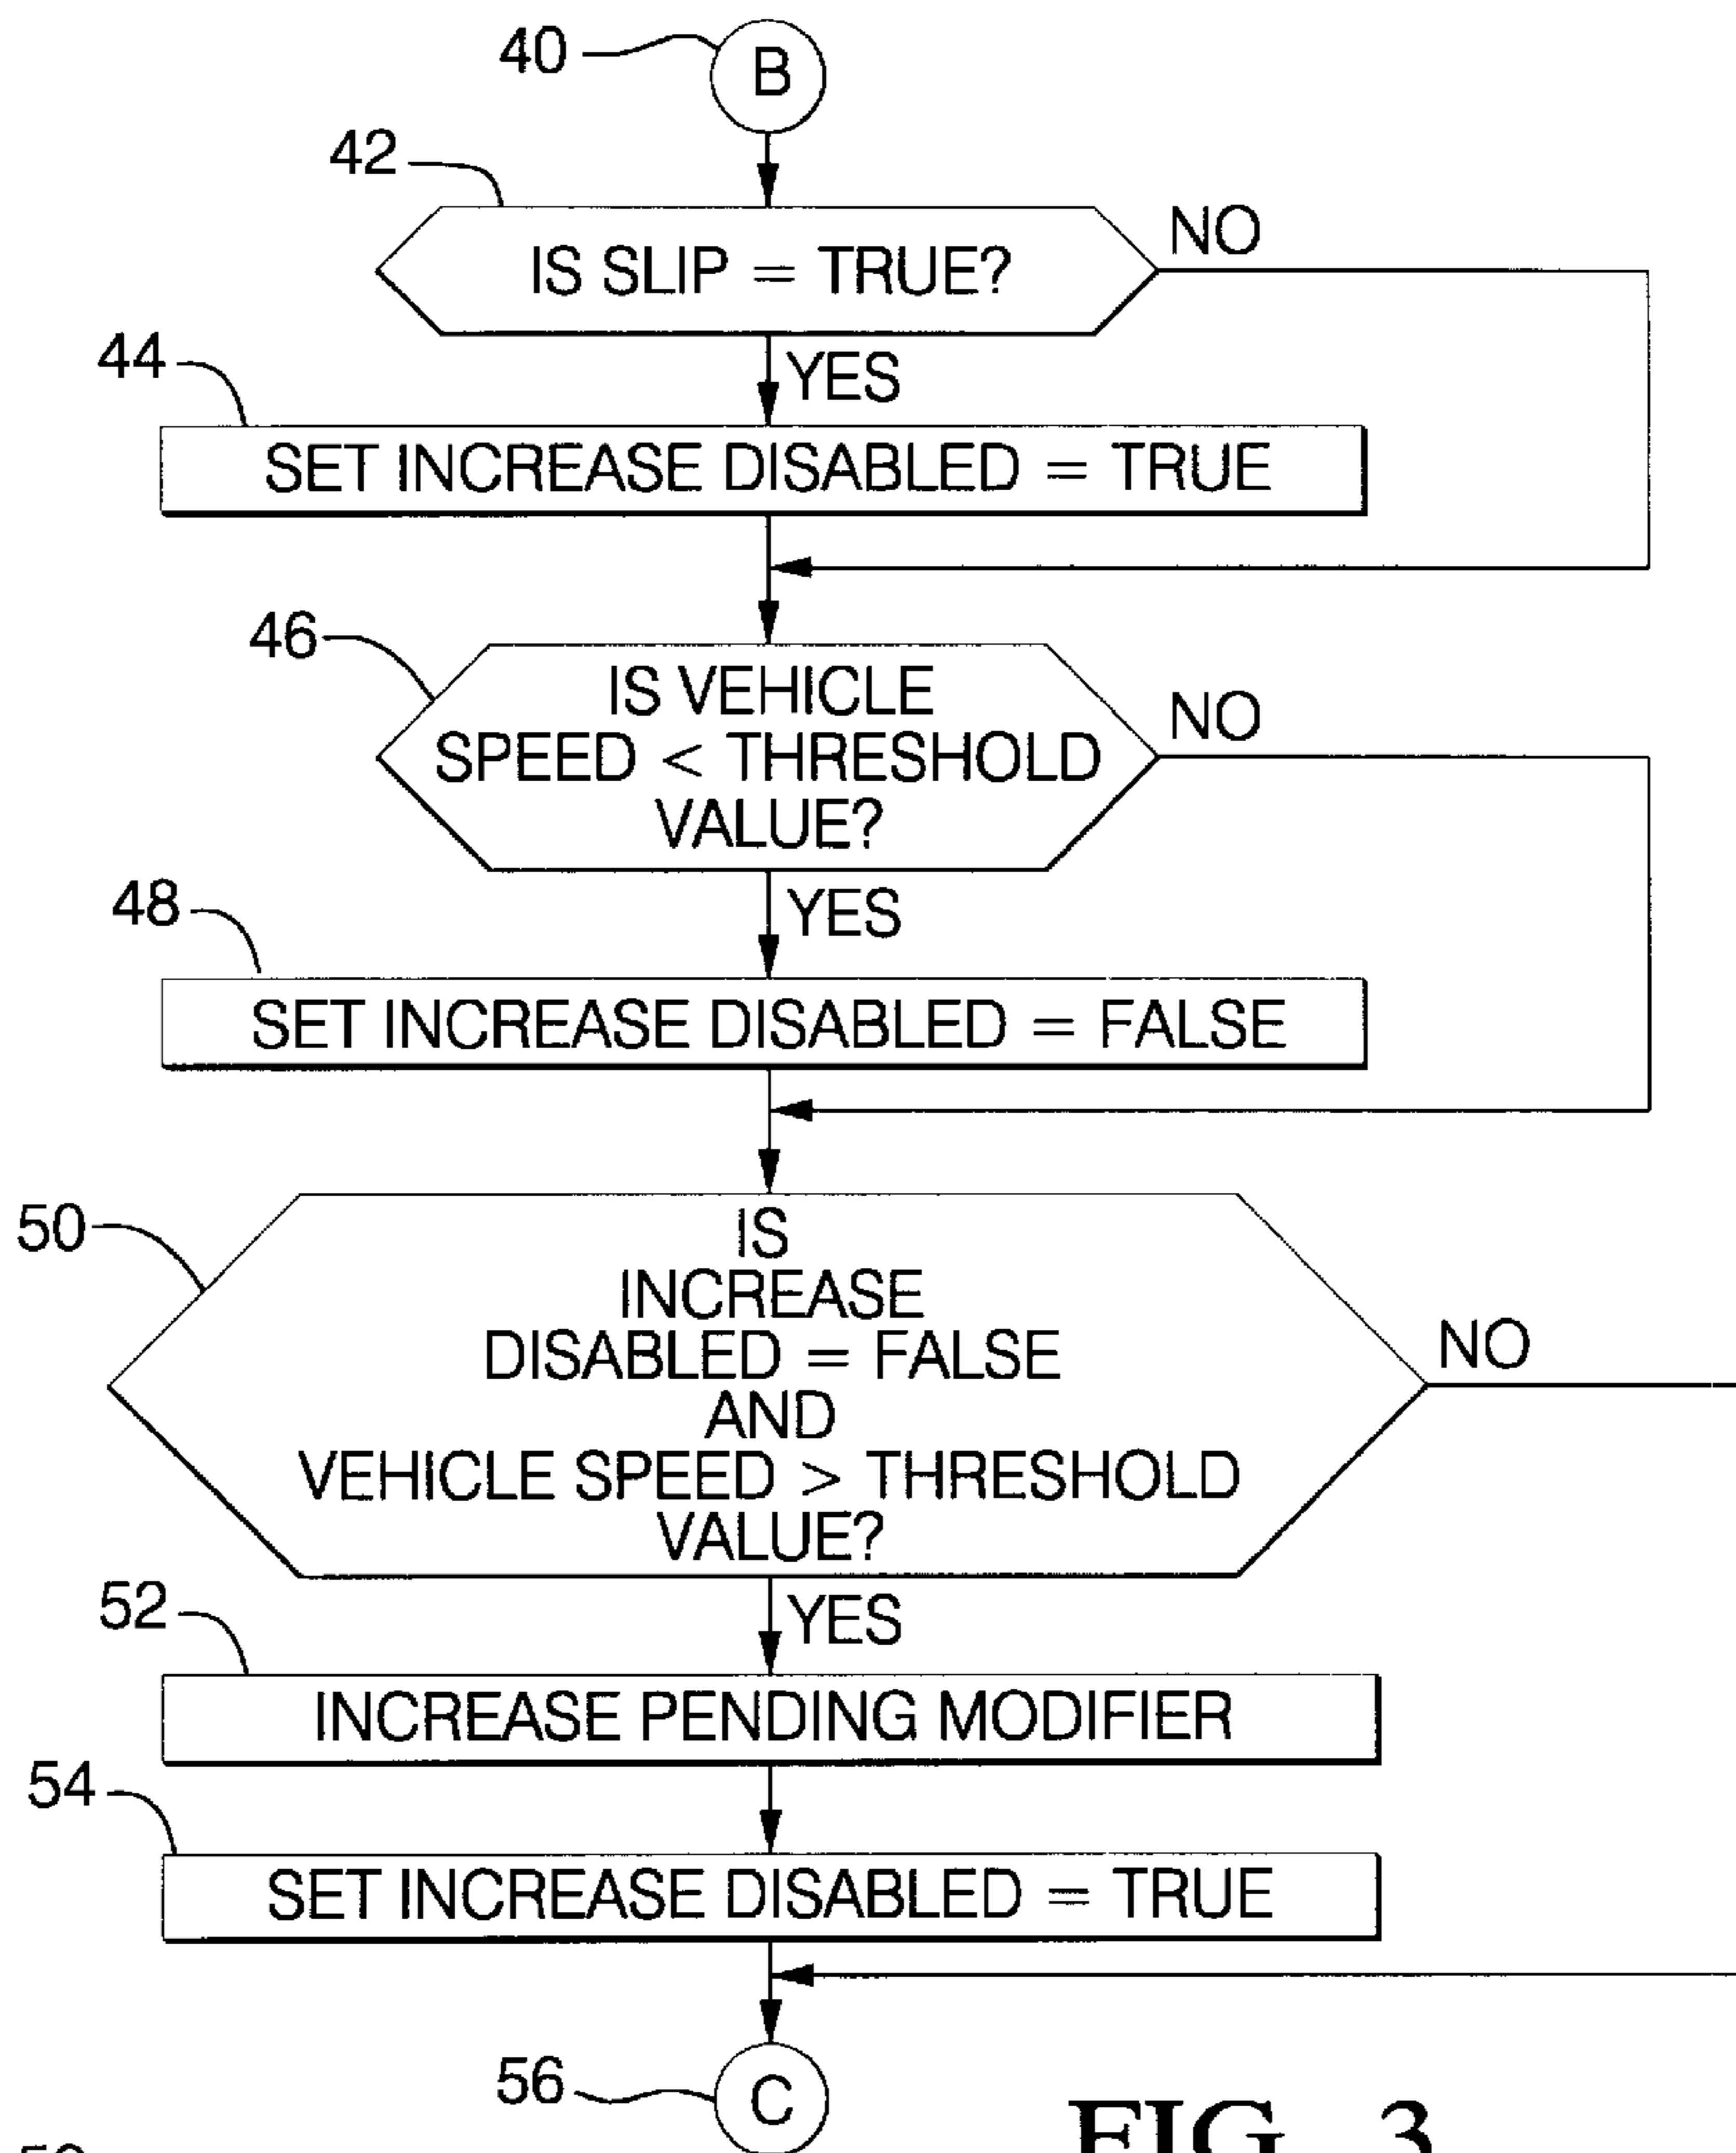 40
B
42
IS SLIP = TRUE?
NO
44
YES
SET INCREASE DISABLED = TRUE
46
IS VEHICLE
SPEED < THRESHOLD
VALUE?
NO
48
YES
SET INCREASE DISABLED = FALSE
50
IS
INCREASE
DISABLED = FALSE
AND
VEHICLE SPEED > THRESHOLD
VALUE?
NO
52
YES
INCREASE PENDING MODIFIER
54
SET INCREASE DISABLED = TRUE
56
C
FIG. 3